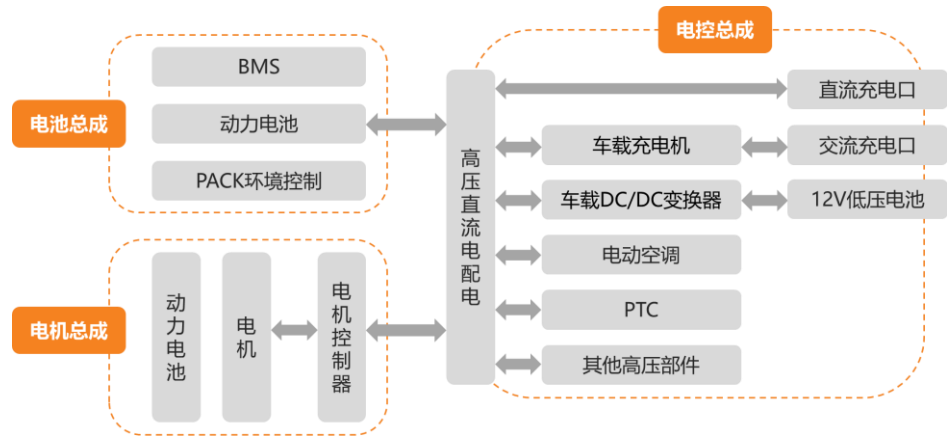 电控总成
电池总成
BMS
动力电池
PACK环境控制
电机总成
动力电池
电机
电机控制器
高压直流电配电
直流充电口
车载充电机
交流充电口
车载DC/DC变换器
12V低压电池
电动空调
PTC
其他高压部件